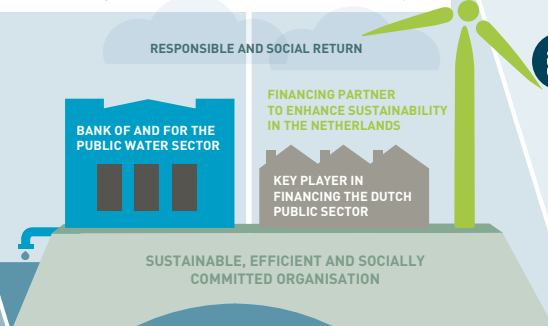 RESPONSIBLE AND SOCIAL RETURN
FINANCING PARTNER
TO ENHANCE SUSTAINABILITY
IN THE NETHERLANDS
BANK OF AND FOR THE
PUBLIC WATER SECTOR
KEY PLAYER IN
FINANCING THE DUTCH
PUBLIC SECTOR
SUSTAINABLE, EFFICIENT AND SOCIALLY
COMMITTED ORGANISATION